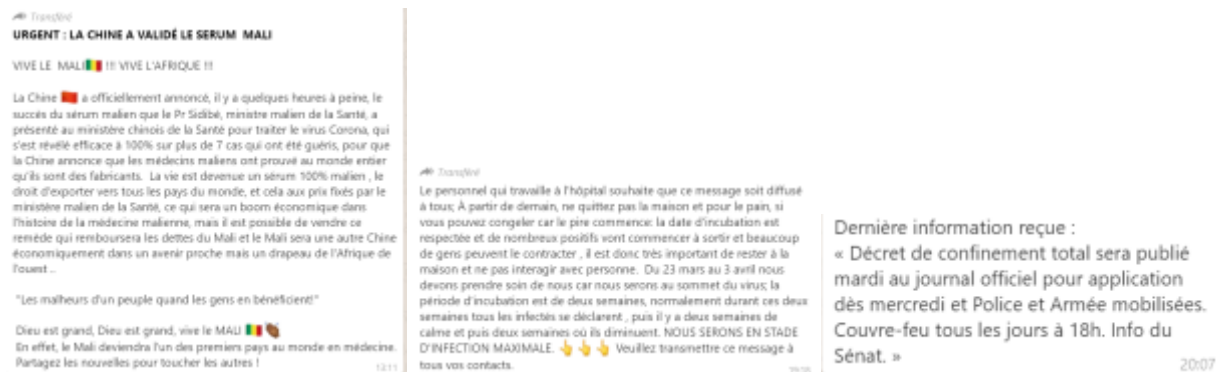 Transféré
URGENT : LA CHINE A VALIDÉ LE SERUM MALI
VIVE LE MALI🇲🇱 !!! VIVE L'AFRIQUE !!!
La Chine 🇨🇳 a officiellement annoncé, il y a quelques heures à peine, le
succés du sérum malien que le Pr Sidibé, ministre malien de la Santé, a
présenté au ministère chinois de la Santé pour traiter le virus Corona, qui
s'est révélé efficace à 100% sur plus de 7 cas qui ont été guéris, pour que
la Chine annonce que les médecins maliens ont prouvé au monde entier
qu'ils sont des fabricants. La vie est devenue un sérum 100% malien , le
droit d'exporter vers tous les pays du monde, et cela aux prix fixés par le
ministère malien de la Santé, ce qui sera un boom économique dans
l'histoire de la médecine malienne, mais il est possible de vendre ce
remède qui remboursera les dettes du Mali et le Mali sera une autre Chine
économiquement dans un avenir proche mais un drapeau de l'Afrique de
l'ouest ..
"Les malheurs d'un peuple quand les gens en bénéficient!"
Dieu est grand, Dieu est grand, vive le MALI 🇲🇱
En effet, le Mali deviendra l'un des premiers pays au monde en médecine.
Partagez les nouvelles pour toucher les autres !
12:11
Transféré
Le personnel qui travaille à l'hôpital souhaite que ce message soit diffusé
à tous; À partir de demain, ne quittez pas la maison et pour le pain, si
vous pouvez congeler car le pire commence: la date d'incubation est
respectée et de nombreux positifs vont commencer à sortir et beaucoup
de gens peuvent le contracter , il est donc très important de rester à la
maison et ne pas interagir avec personne. Du 23 mars au 3 avril nous
devons prendre soin de nous car nous serons au sommet du virus; la
période d'incubation est de deux semaines, normalement durant ces deux
semaines tous les infectés se déclarent , puis il y a deux semaines de
calme et puis deux semaines où ils diminuent. NOUS SERONS EN STADE
D'INFECTION MAXIMALE. 👆👆👆 Veuillez transmettre ce message à
tous vos contacts.
Dernière information reçue :
« Décret de confinement total sera publié
mardi au journal officiel pour application
dès mercredi et Police et Armée mobilisées.
Couvre-feu tous les jours à 18h. Info du
Sénat. »
20:07